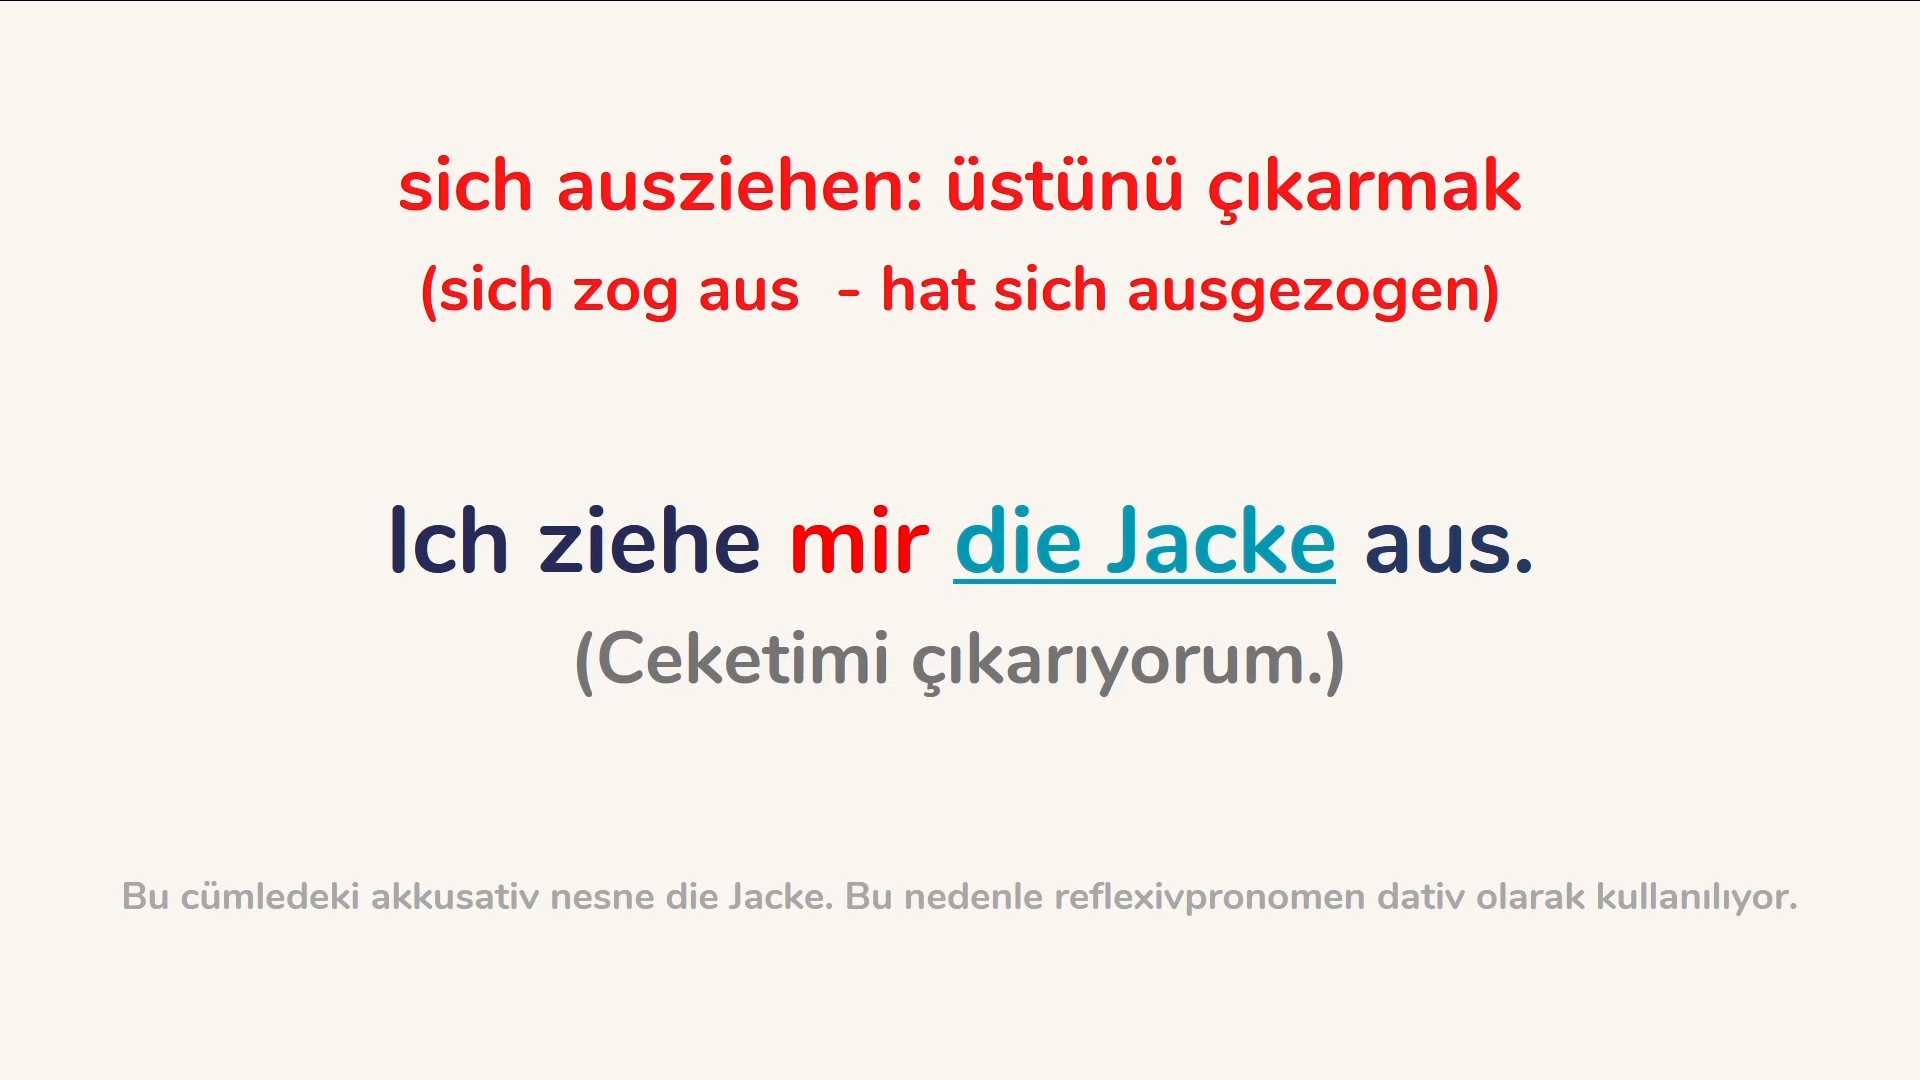 sich ausziehen: üstünü çıkarmak
(sich zog aus  - hat sich ausgezogen)
Ich ziehe mir die Jacke aus.
(Ceketimi çıkarıyorum.)
Bu cümledeki akkusativ nesne die Jacke. Bu nedenle reflexivpronomen dativ olarak kullanılıyor.